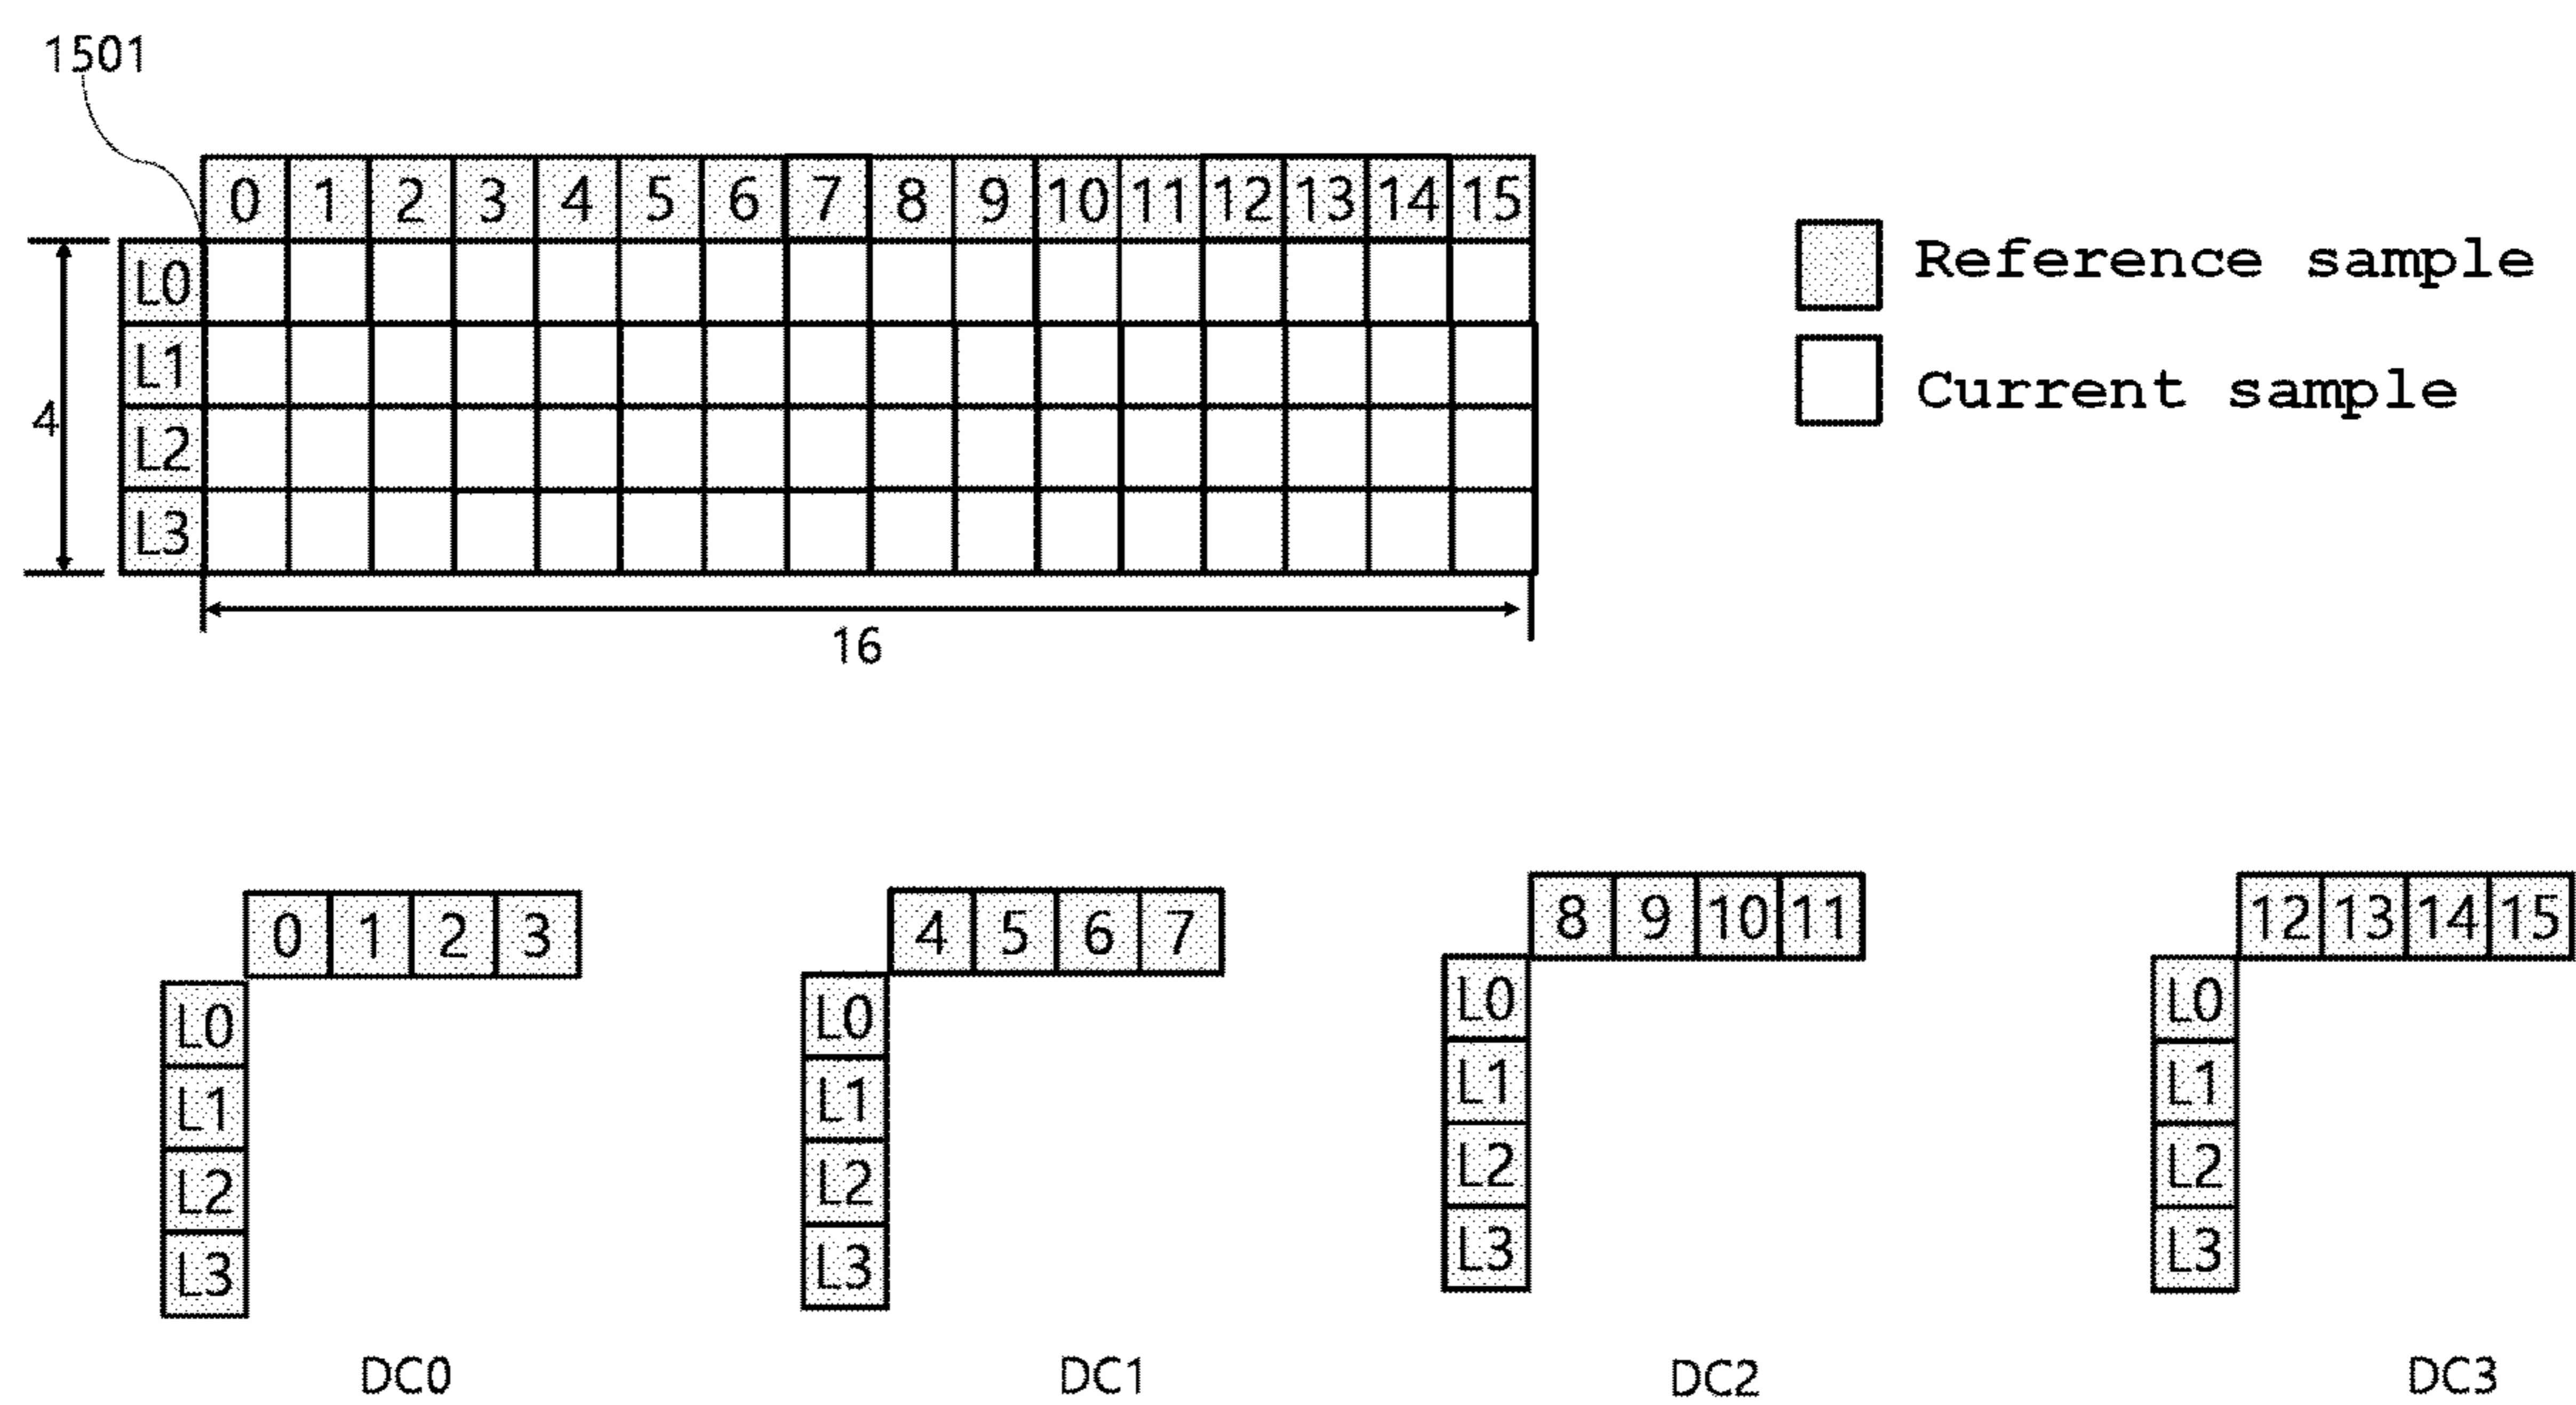 1501
0 1 2 3 4 5 6 7 8 9 10 11 12 13 14 15
L0
L1
L2
L3
4
16
Reference sample
Current sample
0 1 2 3
L0
L1
L2
L3
DC0
4 5 6 7
L0
L1
L2
L3
DC1
8 9 10 11
L0
L1
L2
L3
DC2
12 13 14 15
L0
L1
L2
L3
DC3